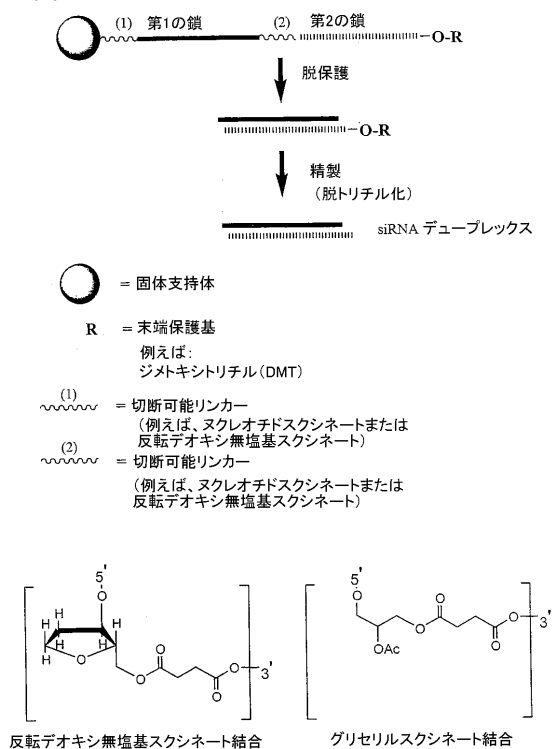 (1) 第1の鎖 (2) 第2の鎖
O-R
脱保護
O-R
精製
(脱トリチル化)
siRNA デュープレックス
= 固体支持体
R = 末端保護基
例えば:
ジメトキシトリチル(DMT)
(1)
= 切断可能リンカー
(例えば、ヌクレオチドスクシネートまたは
反転デオキシ無塩基スクシネート)
(2)
= 切断可能リンカー
(例えば、ヌクレオチドスクシネートまたは
反転デオキシ無塩基スクシネート)
5' 5'
O O
H H O O
H H H O O 3' O O 3'
O O O OAc O
反転デオキシ無塩基スクシネート結合
グリセリルスクシネート結合